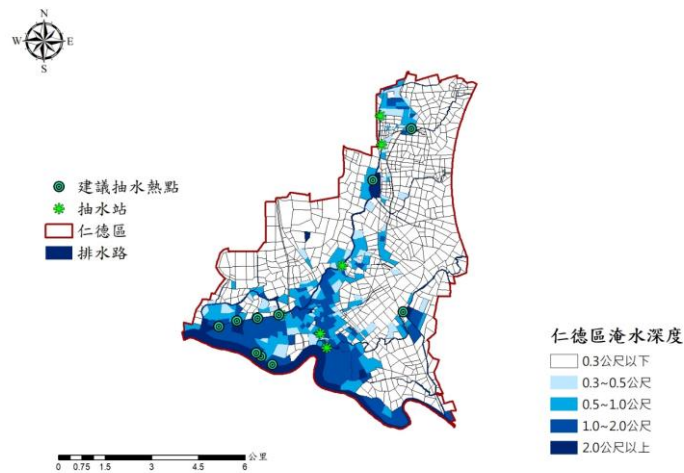 N
W E
S
建議抽水熱點
抽水站
仁德區
排水路
仁德區淹水深度
0.3公尺以下
0.3~0.5公尺
0.5~1.0公尺
1.0~2.0公尺
2.0公尺以上
公里
0 0.75 1.5 3 4.5 6